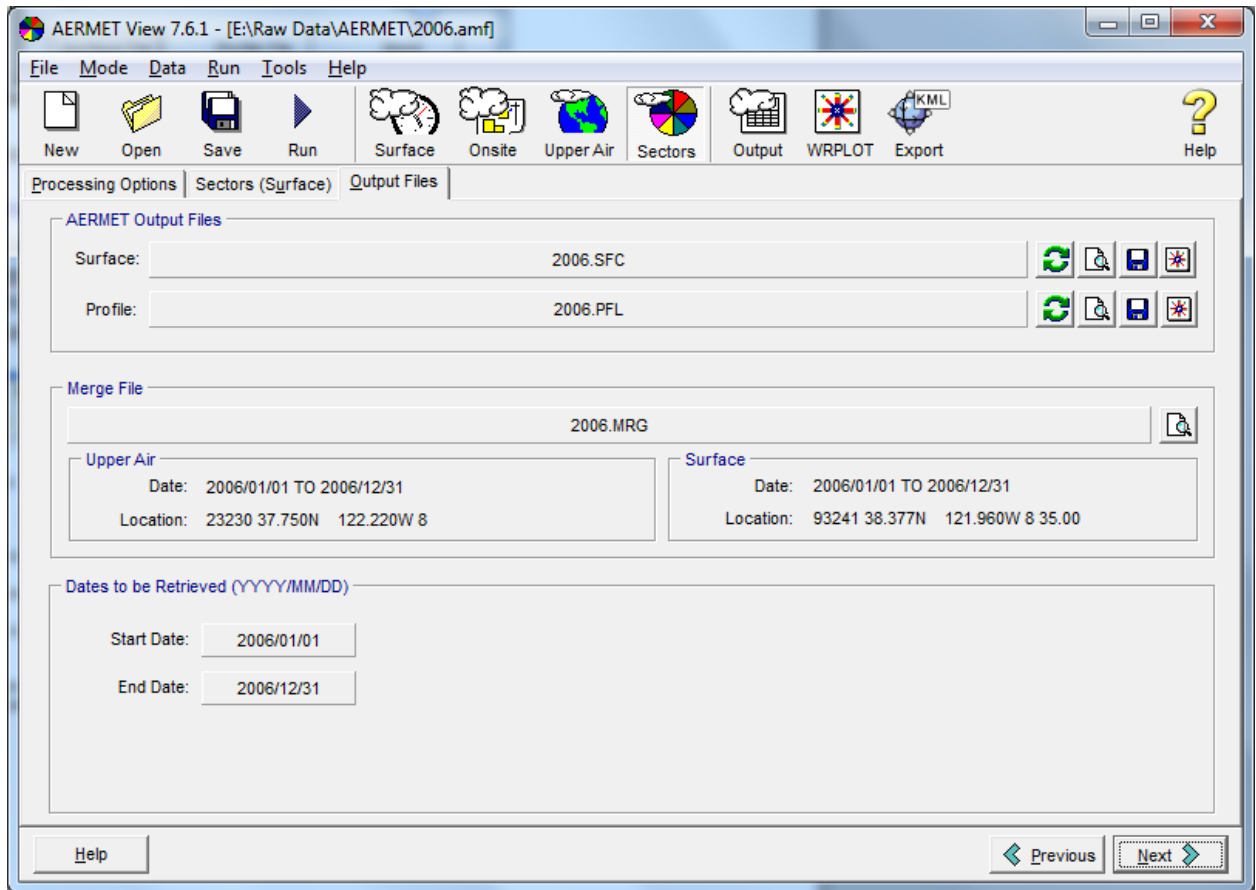 AERMET View 7.6.1 - [E:\Raw Data\AERMET\2006.amf]
File Mode Data Run Tools Help
KML
New Open Save Run Surface Onsite Upper Air Sectors Output WRPLOT Export Help
Processing Options Sectors (Surface) Output Files
AERMET Output Files
Surface: 2006.SFC
Profile: 2006.PFL
Merge File
2006.MRG
Upper Air
Date: 2006/01/01 TO 2006/12/31
Location: 23230 37.750N 122.220W 8
Surface
Date: 2006/01/01 TO 2006/12/31
Location: 93241 38.377N 121.960W 8 35.00
Dates to be Retrieved (YYYY/MM/DD)
Start Date: 2006/01/01
End Date: 2006/12/31
Help Previous Next